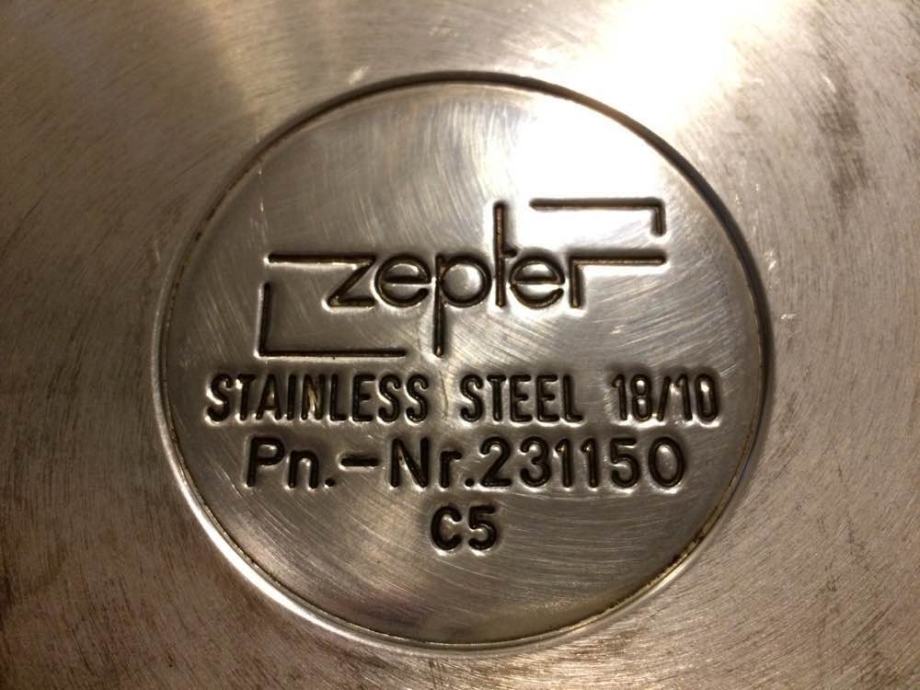 zepter
STAINLESS STEEL 18/10
Pn.-Nr.231150
C5